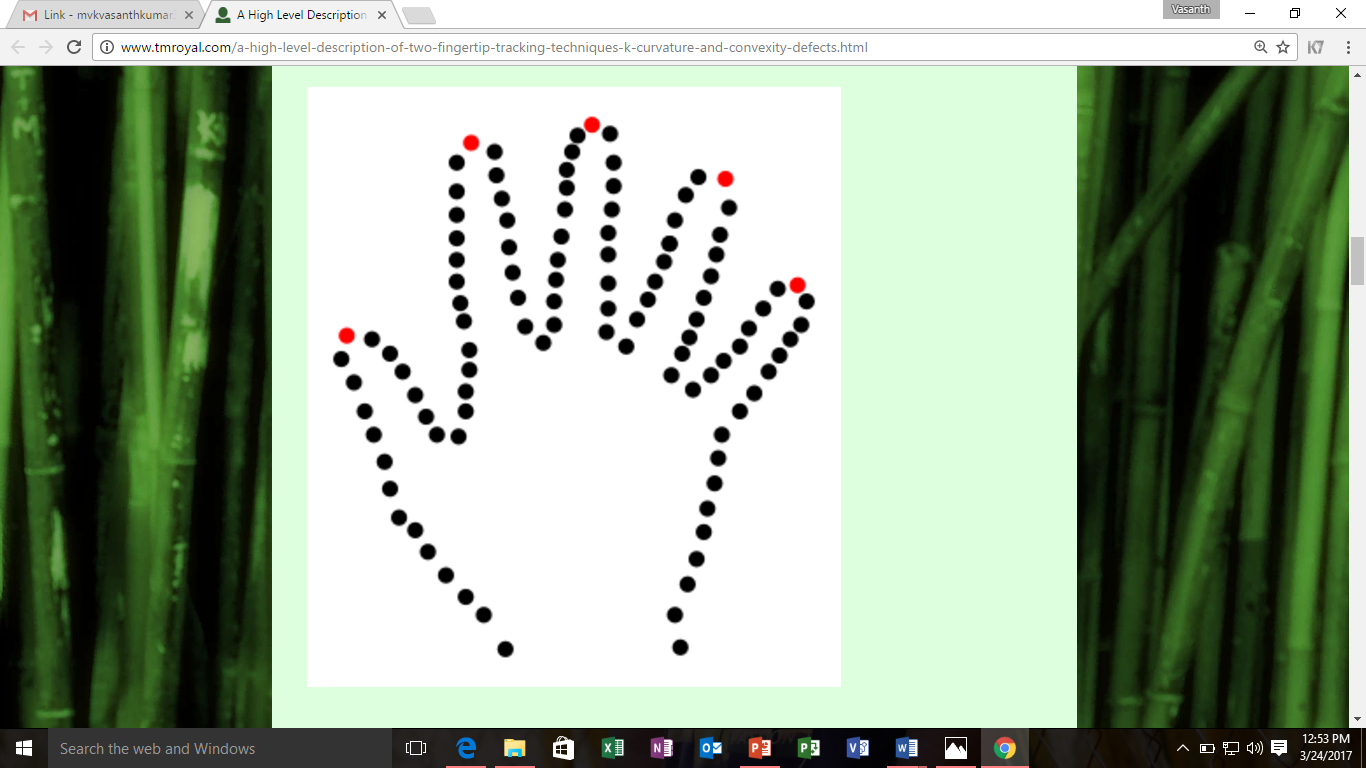 Link - mvkvasanthkumar
A High Level Description
Vasanth
www.tmroyal.com/a-high-level-description-of-two-fingertip-tracking-techniques-k-curvature-and-convexity-defects.html
K7
Search the web and Windows
12:53 PM
3/24/2017